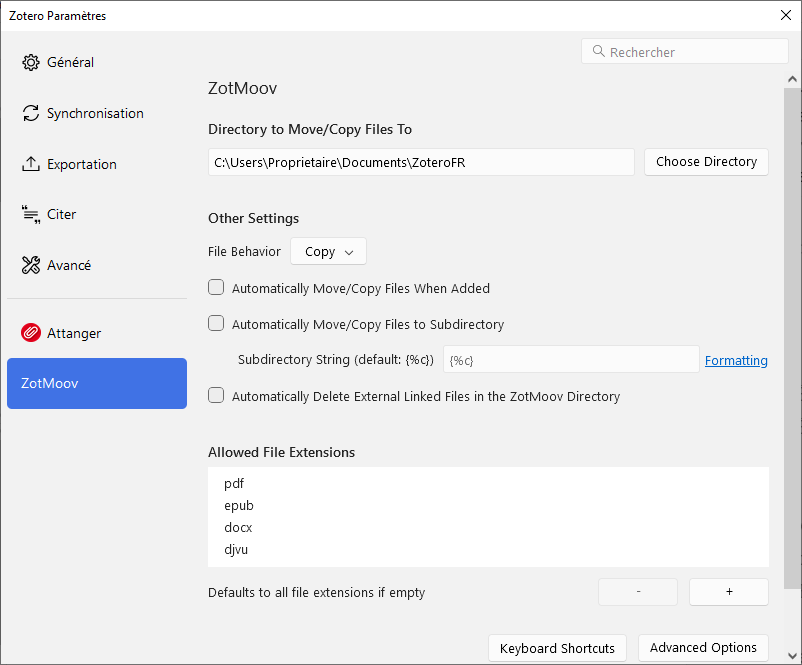 Zotero Paramètres
Rechercher
Général
Synchronisation
Exportation
Citer
Avancé
Attanger
ZotMoov
ZotMoov
Directory to Move/Copy Files To
C:\Users\Proprietaire\Documents\ZoteroFR
Choose Directory
Other Settings
File Behavior Copy
Automatically Move/Copy Files When Added
Automatically Move/Copy Files to Subdirectory
Subdirectory String (default: {%c}) {%c} Formatting
Automatically Delete External Linked Files in the ZotMoov Directory
Allowed File Extensions
pdf
epub
docx
djvu
Defaults to all file extensions if empty - +
Keyboard Shortcuts Advanced Options